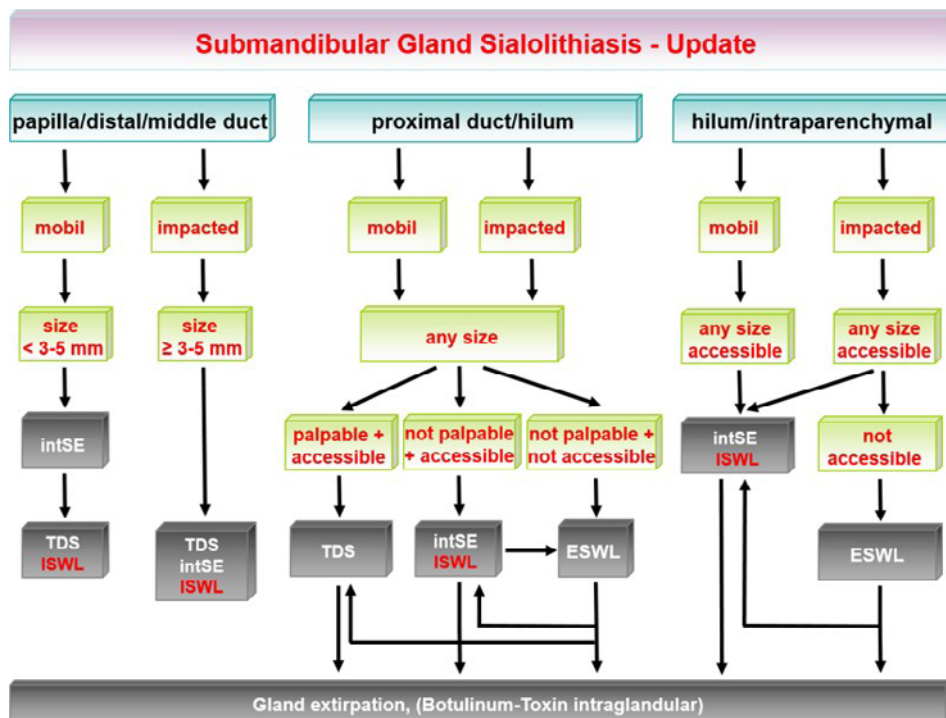 Submandibular Gland Sialolithiasis - Update
papilla/distal/middle duct
proximal duct/hilum
hilum/intraparenchymal
mobil
impacted
mobil
impacted
mobil
impacted
size
< 3-5 mm
size
≥ 3-5 mm
any size
any size
accessible
any size
accessible
intSE
palpable +
accessible
not palpable
+ accessible
not palpable +
not accessible
intSE
ISWL
not
accessible
TDS
ISWL
TDS
intSE
ISWL
TDS
intSE
ISWL
ESWL
ESWL
Gland extirpation, (Botulinum-Toxin intraglandular)